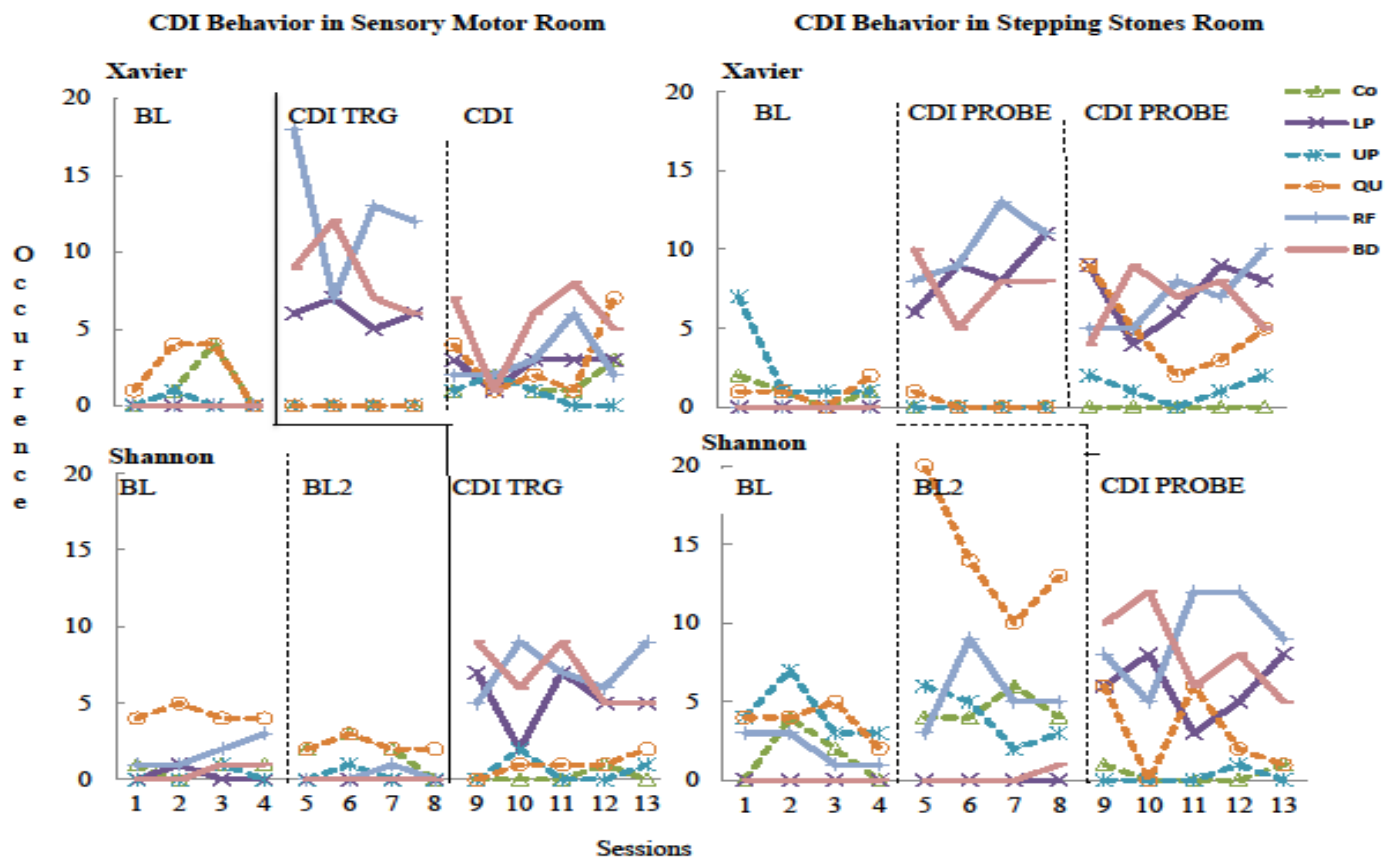 CDI Behavior in Sensory Motor Room
CDI Behavior in Stepping Stones Room
Xavier
20
15
10
5
0
BL
CDI TRG
CDI
Xavier
20
15
10
5
0
BL
CDI PROBE
CDI PROBE
Co
LP
UP
QU
RF
BD
Occurrence
Shannon
20
15
10
5
0
BL
BL2
CDI TRG
1 2 3 4 5 6 7 8 9 10 11 12 13
Shannon
20
15
10
5
0
BL
BL2
CDI PROBE
1 2 3 4 5 6 7 8 9 10 11 12 13
Sessions